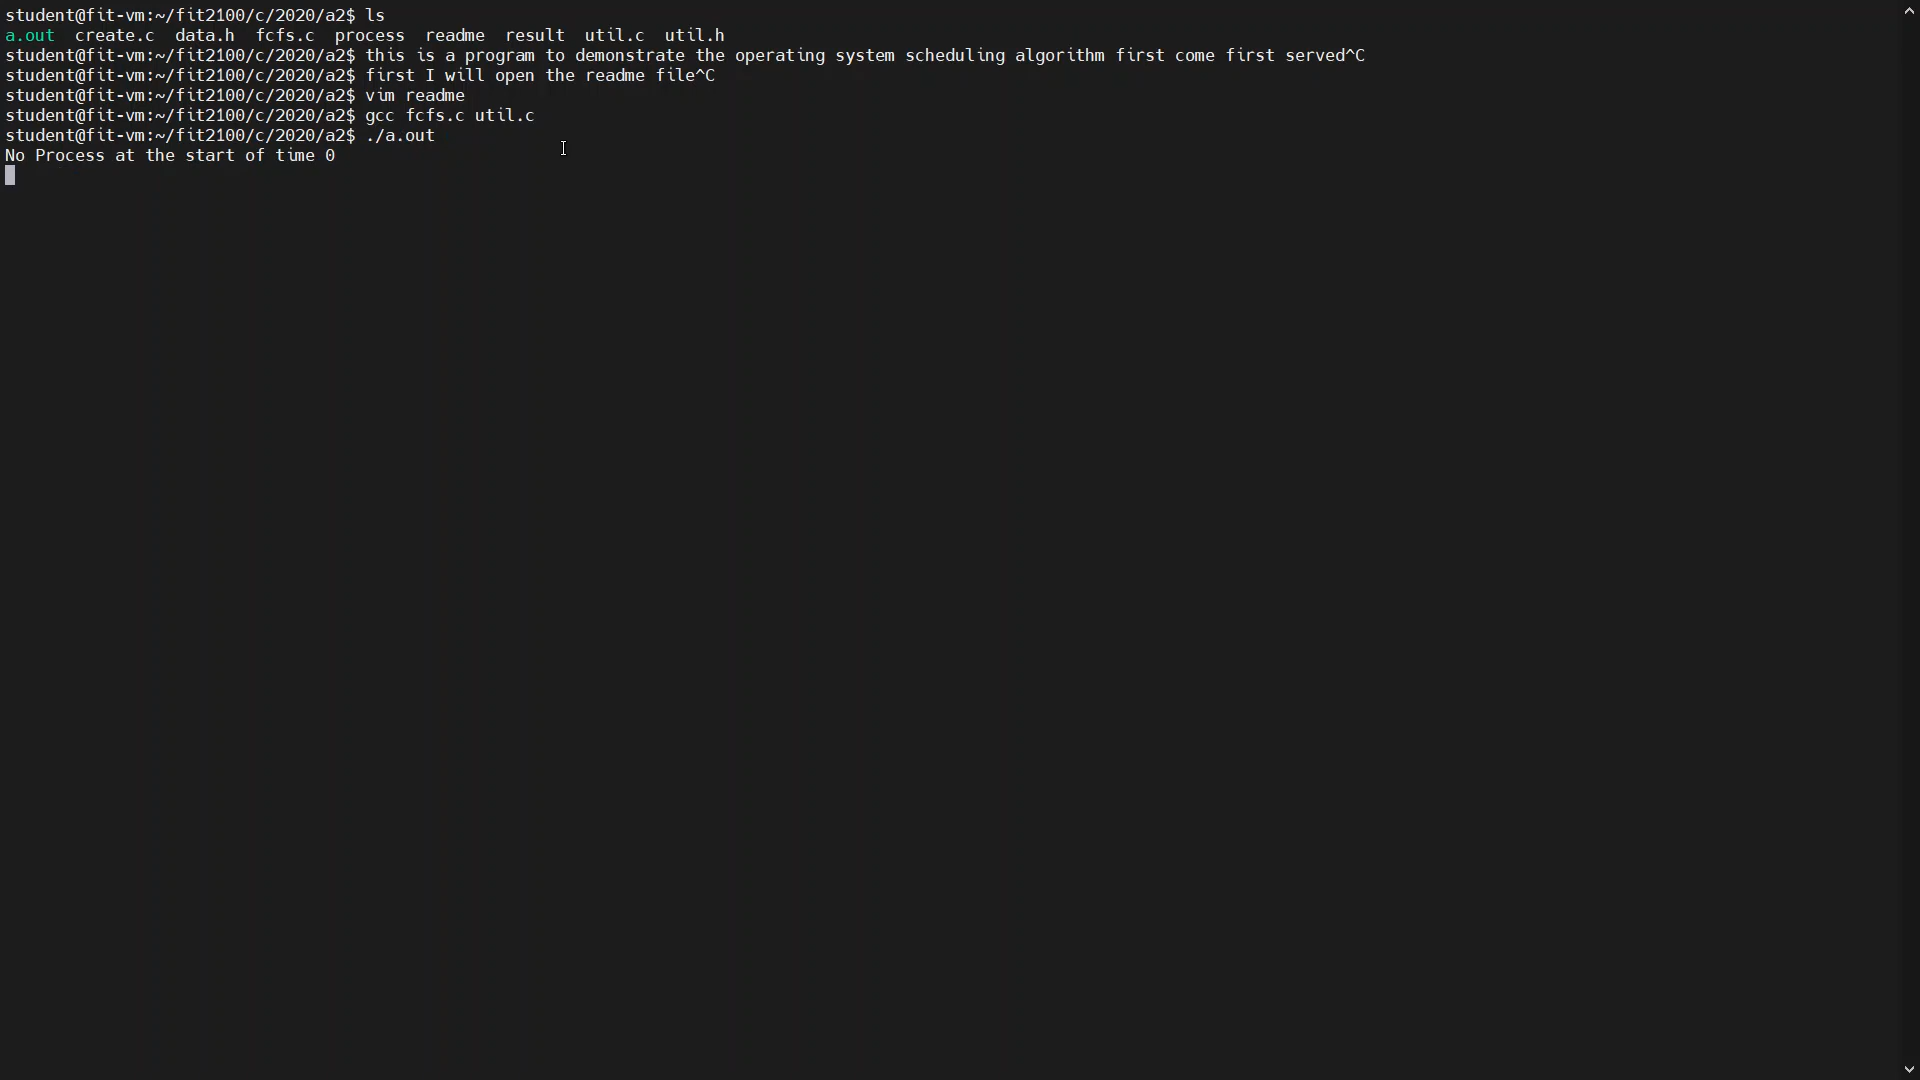 student@fit-vm:~/fit2100/c/2020/a2$ ls
a.out  create.c  data.h  fcfs.c  process  readme  result  util.c  util.h
student@fit-vm:~/fit2100/c/2020/a2$ this is a program to demonstrate the operating system scheduling algorithm first come first served^C
student@fit-vm:~/fit2100/c/2020/a2$ first I will open the readme file^C
student@fit-vm:~/fit2100/c/2020/a2$ vim readme
student@fit-vm:~/fit2100/c/2020/a2$ gcc fcfs.c util.c
student@fit-vm:~/fit2100/c/2020/a2$ ./a.out
No Process at the start of time 0